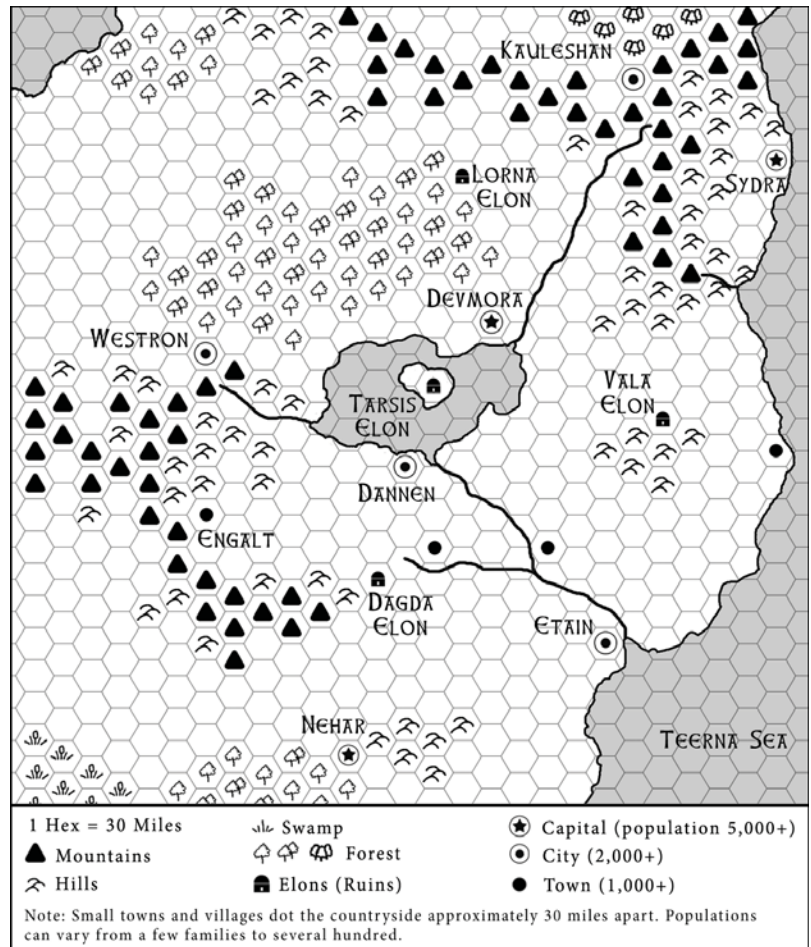 Kauleshan
Lorna
Elon
Sydra
Devmora
Westron
Vala
Elon
Tarsis
Elon
Dannen
Engalt
Dagda
Elon
Etain
Nehar
Teerna Sea
1 Hex = 30 Miles
Swamp
Capital (population 5,000+)
Mountains
Forest
City (2,000+)
Hills
Elons (Ruins)
Town (1,000+)
Note: Small towns and villages dot the countryside approximately 30 miles apart. Populations
can vary from a few families to several hundred.